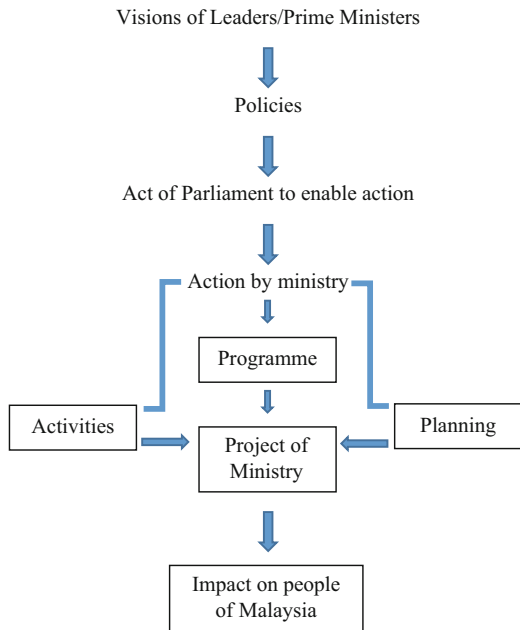 Visions of Leaders/Prime Ministers
Policies
Act of Parliament to enable action
Action by ministry
Programme
Activities
Planning
Project of
Ministry
Impact on people
of Malaysia